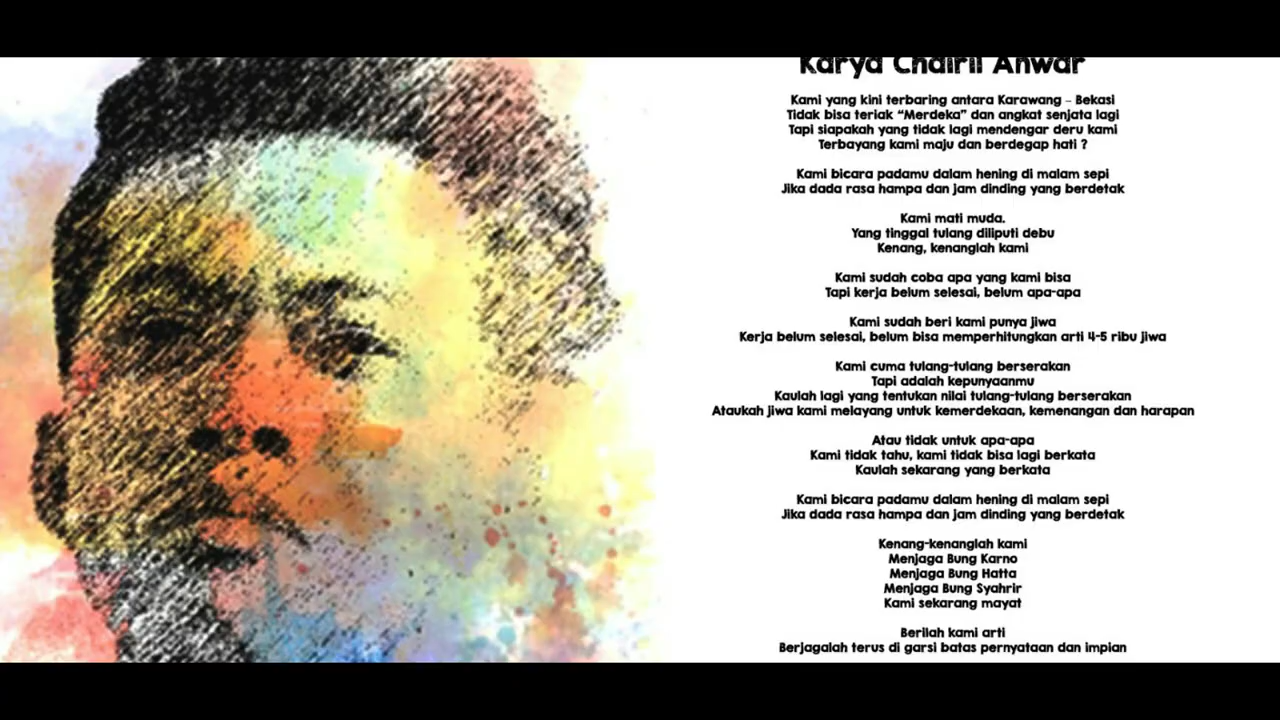 Karya Chairil Anwar
Kami yang kini terbaring antara Karawang – Bekasi
Tidak bisa teriak “Merdeka” dan angkat senjata lagi
Tapi siapakah yang tidak lagi mendengar deru kami
Terbayang kami maju dan berdegap hati ?
Kami bicara padamu dalam hening di malam sepi
Jika dada rasa hampa dan jam dinding yang berdetak
Kami mati muda.
Yang tinggal tulang diliputi debu
Kenang, kenanglah kami
Kami sudah coba apa yang kami bisa
Tapi kerja belum selesai, belum apa-apa
Kami sudah beri kami punya jiwa
Kerja belum selesai, belum bisa memperhitungkan arti 4-5 ribu jiwa
Kami cuma tulang-tulang berserakan
Tapi adalah kepunyaanmu
Kaulah lagi yang tentukan nilai tulang-tulang berserakan
Ataukah jiwa kami melayang untuk kemerdekaan, kemenangan dan harapan
Atau tidak untuk apa-apa
Kami tidak tahu, kami tidak bisa lagi berkata
Kaulah sekarang yang berkata
Kami bicara padamu dalam hening di malam sepi
Jika dada rasa hampa dan jam dinding yang berdetak
Kenang-kenanglah kami
Menjaga Bung Karno
Menjaga Bung Hatta
Menjaga Bung Syahrir
Kami sekarang mayat
Berilah kami arti
Berjagalah terus di garsi batas pernyataan dan impian